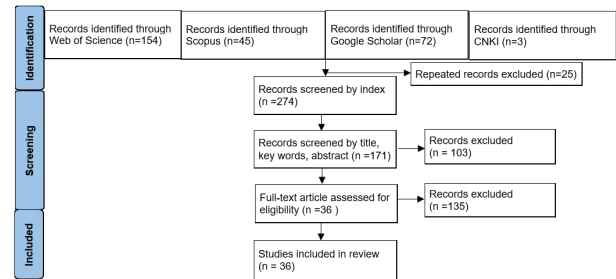 Identification
Records identified through
Web of Science (n=154)
Records identified through
Scopus (n=45)
Records identified through
Google Scholar (n=72)
Records identified through
CNKI (n=3)
Repeated records excluded (n=25)
Records screened by index
(n =274)
Screening
Records screened by title,
key words, abstract (n =171)
Records excluded
(n = 103)
Full-text article assessed for
eligibility (n =36 )
Records excluded
(n =135)
Included
Studies included in review
(n = 36)